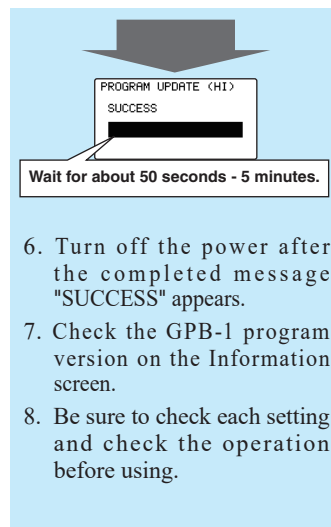 PROGRAM UPDATE (HI)
SUCCESS
Wait for about 50 seconds - 5 minutes.
6. Turn off the power after
the completed message
"SUCCESS" appears.
7. Check the GPB-1 program
version on the Information
screen.
8. Be sure to check each setting
and check the operation
before using.